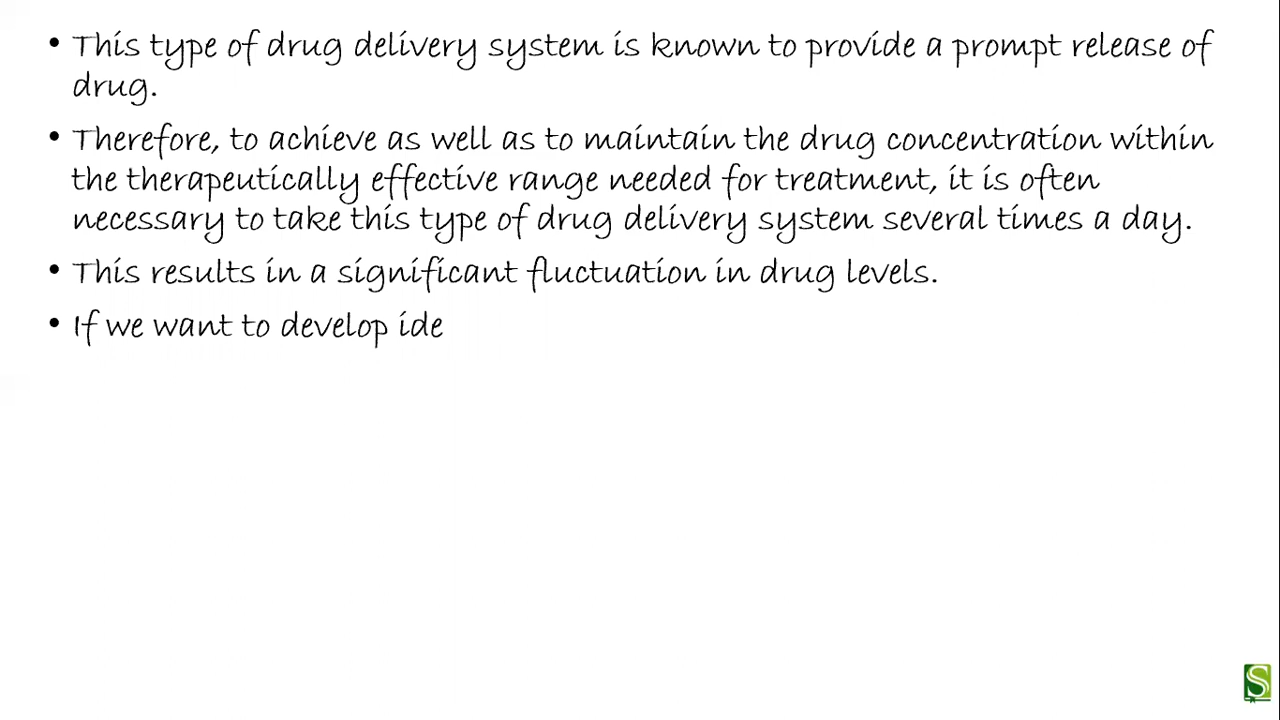 • This type of drug delivery system is known to provide a prompt release of
drug.
• Therefore, to achieve as well as to maintain the drug concentration within
the therapeutically effective range needed for treatment, it is often
necessary to take this type of drug delivery system several times a day.
• This results in a significant fluctuation in drug levels.
• If we want to develop ide
S